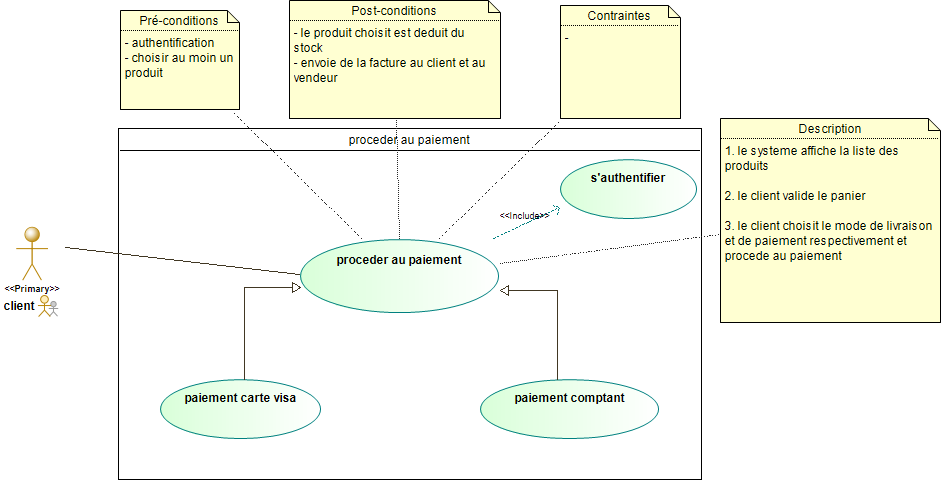 Pré-conditions
- authentification
- choisir au moin un
produit
Post-conditions
- le produit choisit est deduit du
stock
- envoie de la facture au client et au
vendeur
Contraintes
-
Description
1. le systeme affiche la liste des
produits
2. le client valide le panier
3. le client choisit le mode de livraison
et de paiement respectivement et
procede au paiement
proceder au paiement
s'authentifier
<<Include>>
proceder au paiement
<<Primary>>
client
paiement carte visa
paiement comptant